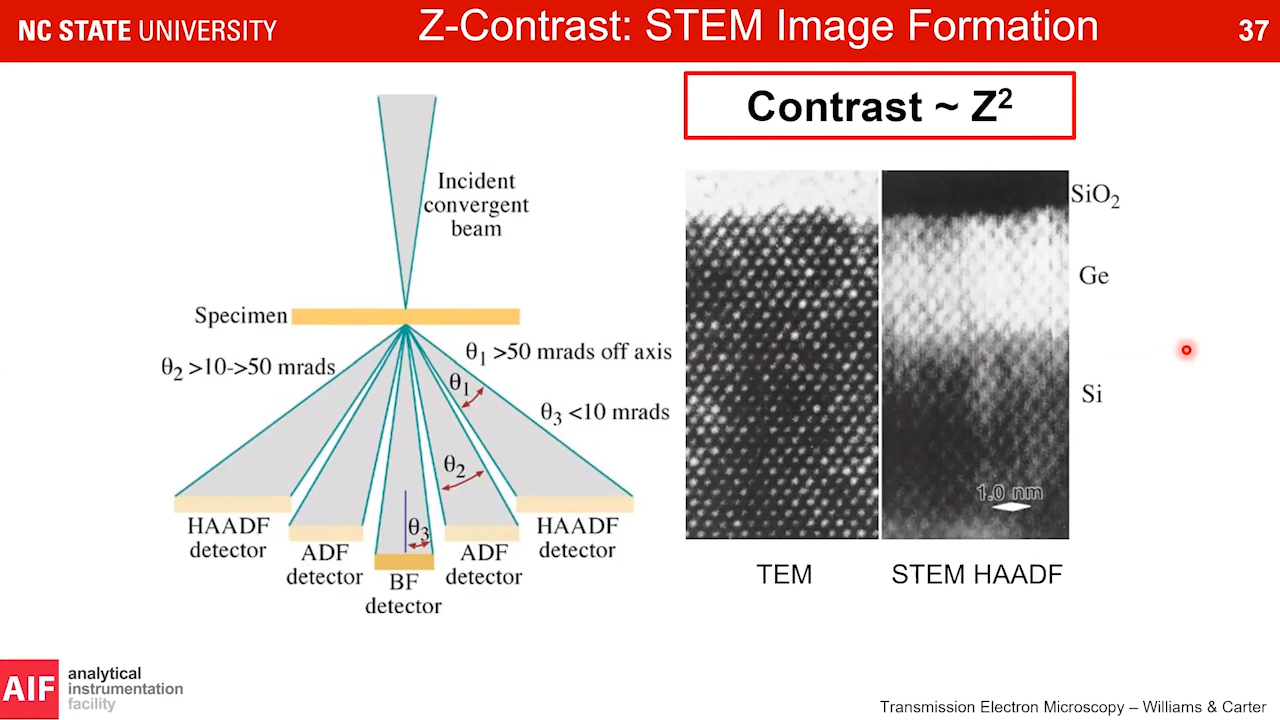 NC STATE UNIVERSITY
Z-Contrast: STEM Image Formation
37
Contrast ~ Z²
Incident
convergent
beam
Specimen
θ₂ >10->50 mrads
θ₁ >50 mrads off axis
θ₁
θ₃ <10 mrads
θ₂
θ₃
HAADF
detector
ADF
detector
BF
detector
ADF
detector
HAADF
detector
SiO₂
Ge
Si
1.0 nm
TEM
STEM HAADF
AIF
analytical
instrumentation
facility
Transmission Electron Microscopy – Williams & Carter